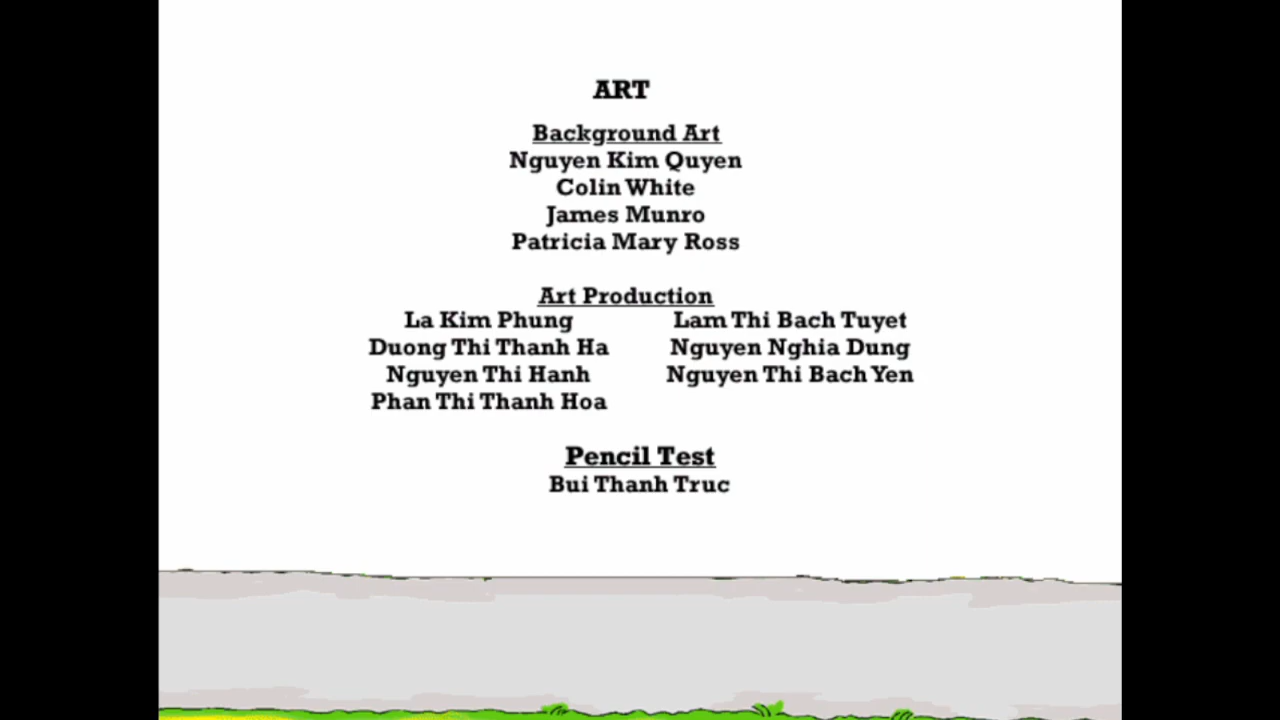 ART
Background Art
Nguyen Kim Quyen
Colin White
James Munro
Patricia Mary Ross
Art Production
La Kim Phung Lam Thi Bach Tuyet
Duong Thi Thanh Ha Nguyen Nghia Dung
Nguyen Thi Hanh Nguyen Thi Bach Yen
Phan Thi Thanh Hoa
Pencil Test
Bui Thanh Truc